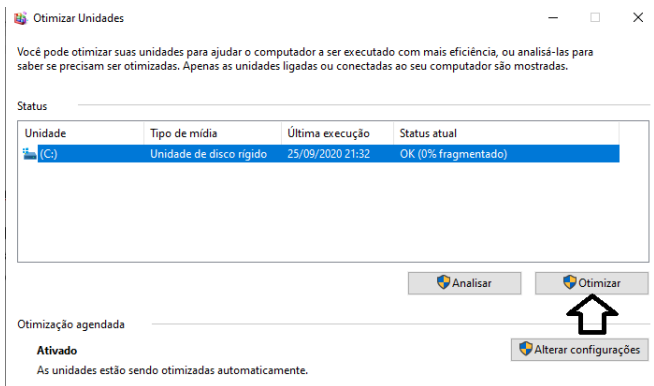 Otimizar Unidades
Você pode otimizar suas unidades para ajudar o computador a ser executado com mais eficiência, ou analisá-las para
saber se precisam ser otimizadas. Apenas as unidades ligadas ou conectadas ao seu computador são mostradas.
Status
Unidade Tipo de mídia Última execução Status atual
(C:) Unidade de disco rígido 25/09/2020 21:32 OK (0% fragmentado)
Analisar Otimizar
Otimização agendada
Ativado Alterar configurações
As unidades estão sendo otimizadas automaticamente.